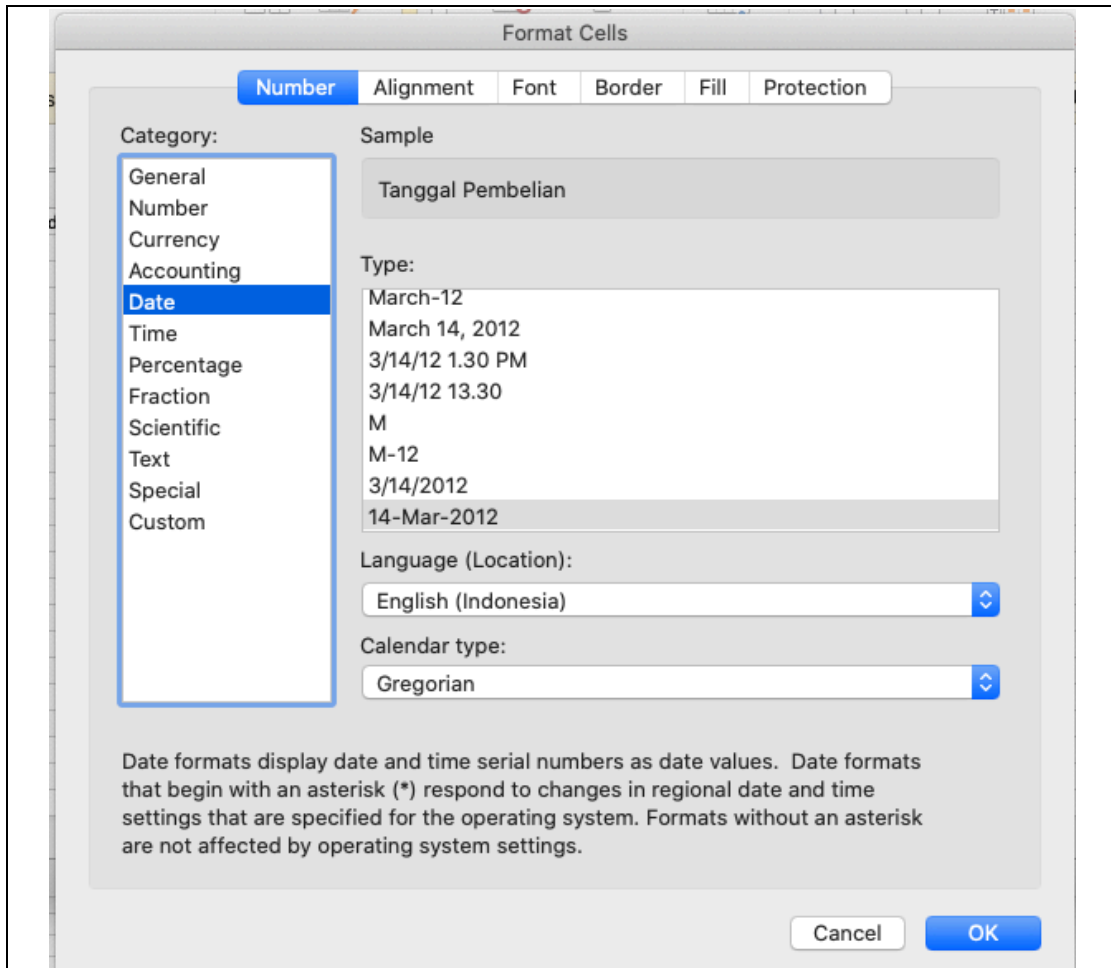 Format Cells
Number Alignment Font Border Fill Protection
Category:
General
Number
Currency
Accounting
Date
Time
Percentage
Fraction
Scientific
Text
Special
Custom
Sample
Tanggal Pembelian
Type:
March-12
March 14, 2012
3/14/12 1.30 PM
3/14/12 13.30
M
M-12
3/14/2012
14-Mar-2012
Language (Location):
English (Indonesia)
Calendar type:
Gregorian
Date formats display date and time serial numbers as date values.  Date formats
that begin with an asterisk (*) respond to changes in regional date and time
settings that are specified for the operating system. Formats without an asterisk
are not affected by operating system settings.
Cancel OK